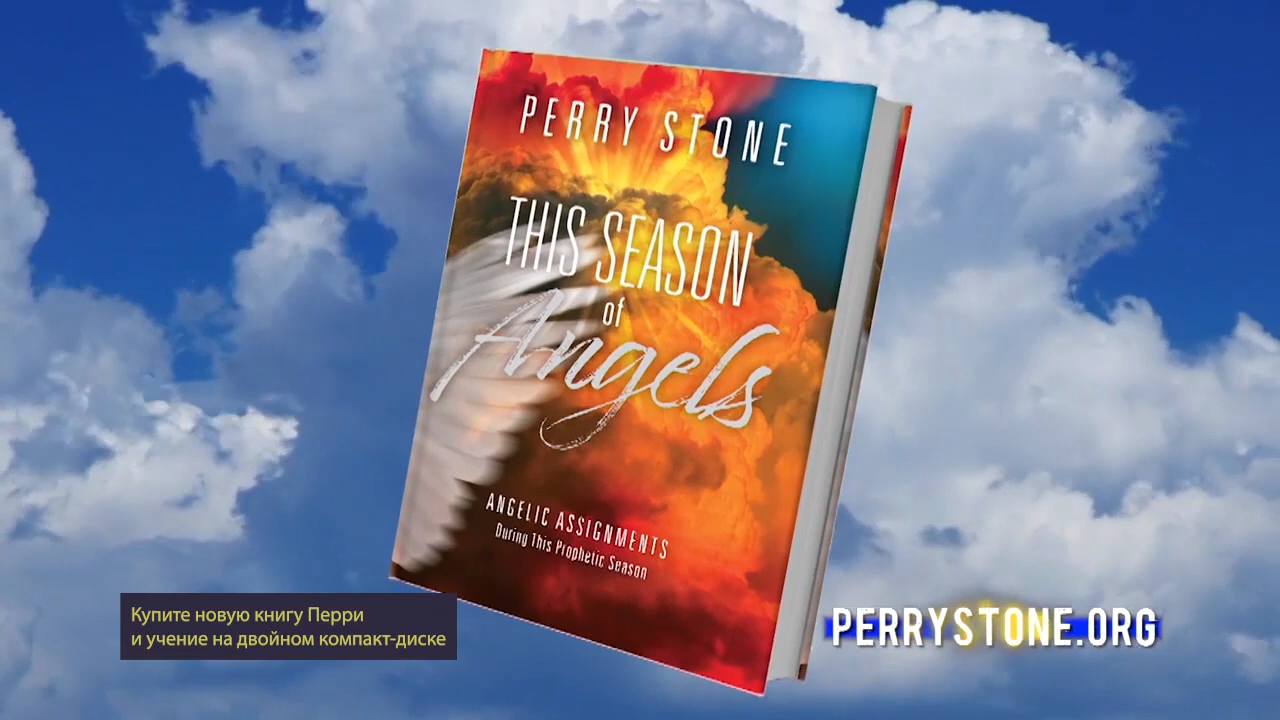 PERRY STONE
THIS SEASON
of
Angels
ANGELIC ASSIGNMENTS
During This Prophetic Season
Купите новую книгу Перри
и учение на двойном компакт-диске
PERRYSTONE.ORG